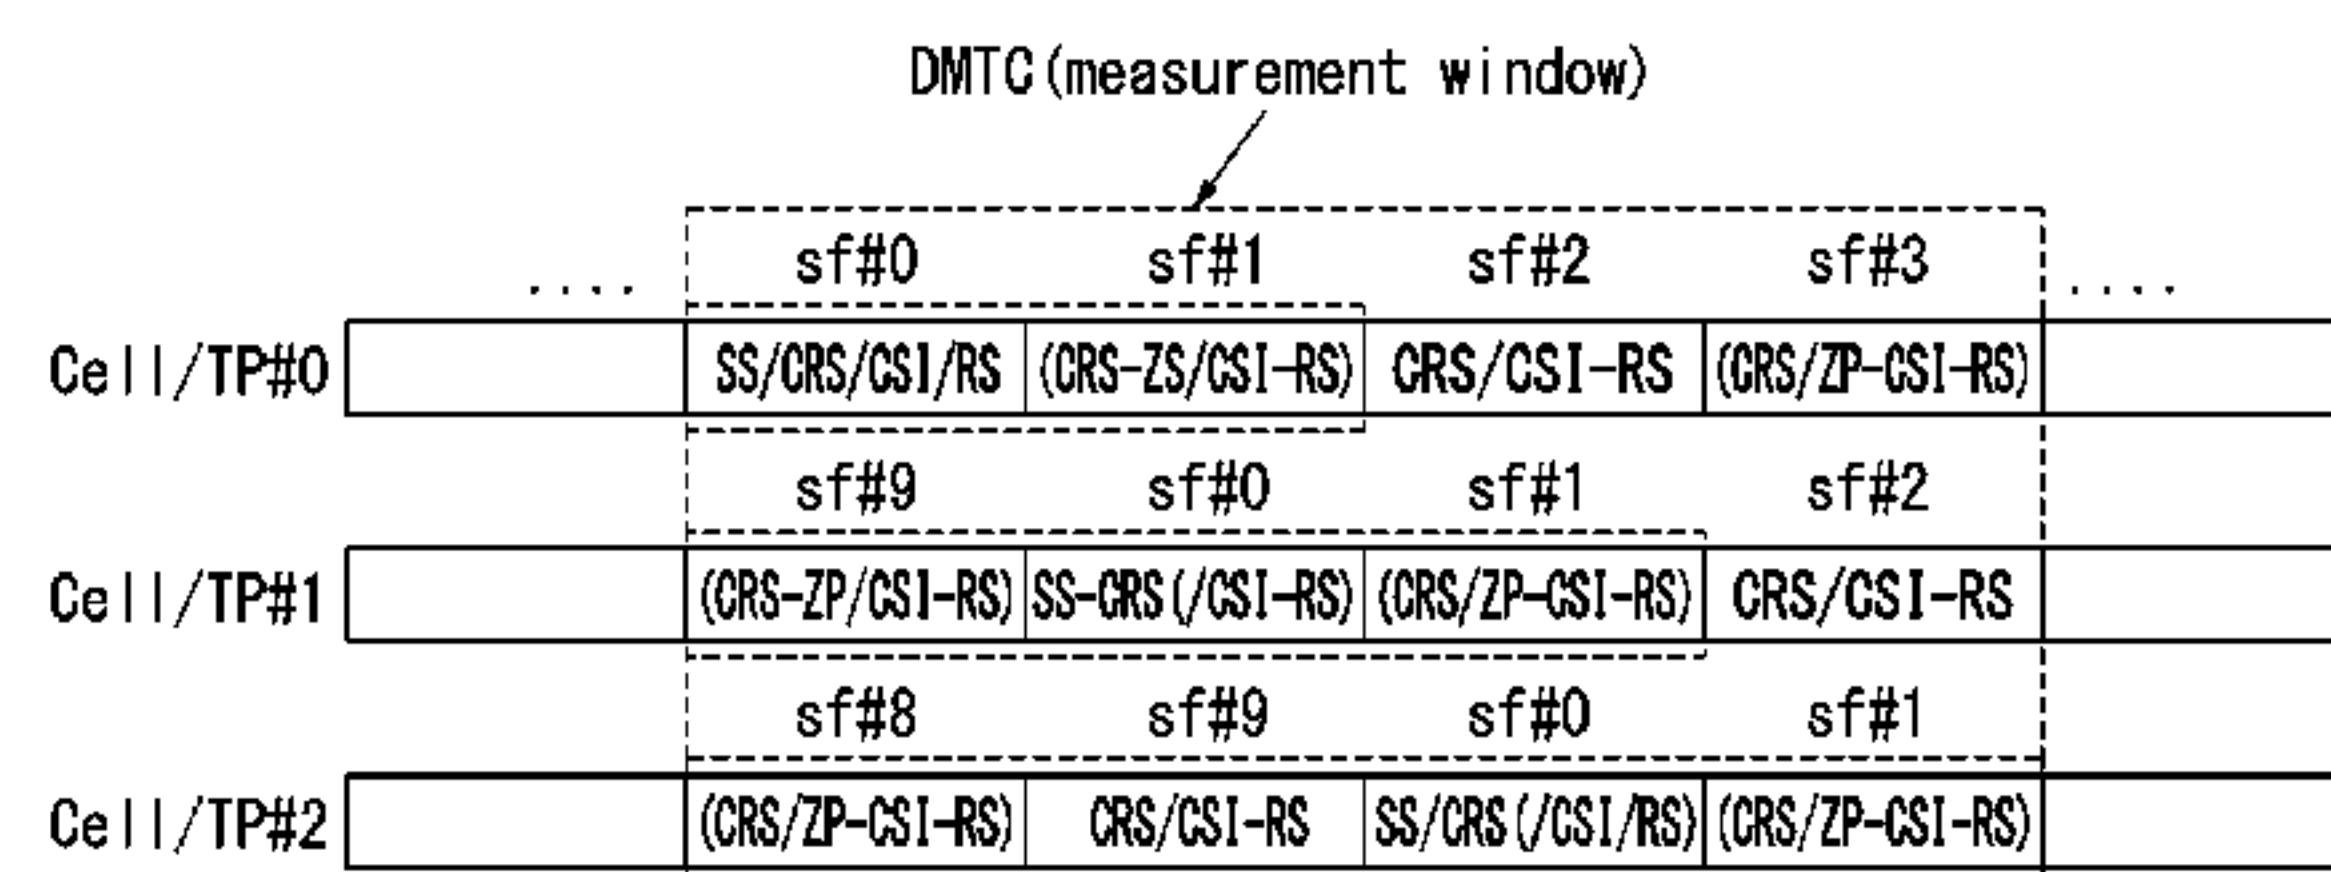 DMTC(measurement window)
sf#0 sf#1 sf#2 sf#3
.... ....
Cell/TP#0 SS/CRS/CSI/RS (CRS-ZS/CSI-RS) CRS/CSI-RS (CRS/ZP-CSI-RS)
sf#9 sf#0 sf#1 sf#2
Cell/TP#1 (CRS-ZP/CSI-RS) SS-CRS(/CSI-RS) (CRS/ZP-CSI-RS) CRS/CSI-RS
sf#8 sf#9 sf#0 sf#1
Cell/TP#2 (CRS/ZP-CSI-RS) CRS/CSI-RS SS/CRS(/CSI/RS) (CRS/ZP-CSI-RS)